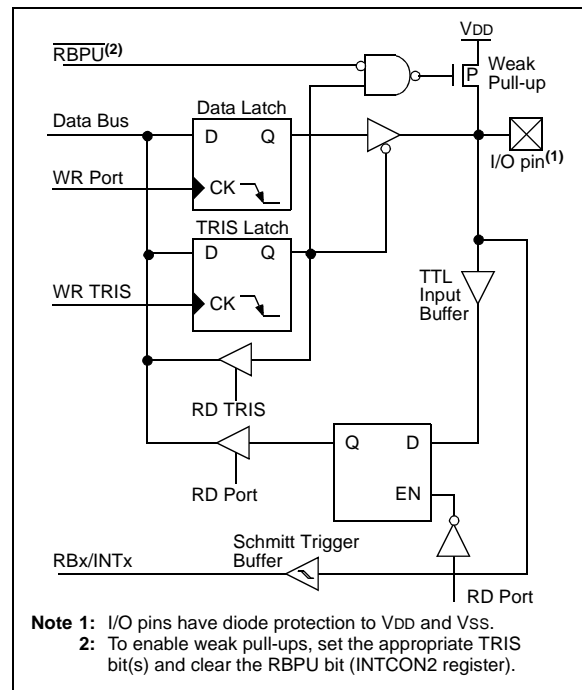 VDD
RBPU(2)
P
Weak
Pull-up
Data Latch
Data Bus
D Q
I/O pin(1)
WR Port
CK
TRIS Latch
D Q
TTL
Input
Buffer
WR TRIS
CK
RD TRIS
Q D
RD Port
EN
Schmitt Trigger
Buffer
RBx/INTx
RD Port
Note 1: I/O pins have diode protection to VDD and VSS.
2: To enable weak pull-ups, set the appropriate TRIS
bit(s) and clear the RBPU bit (INTCON2 register).